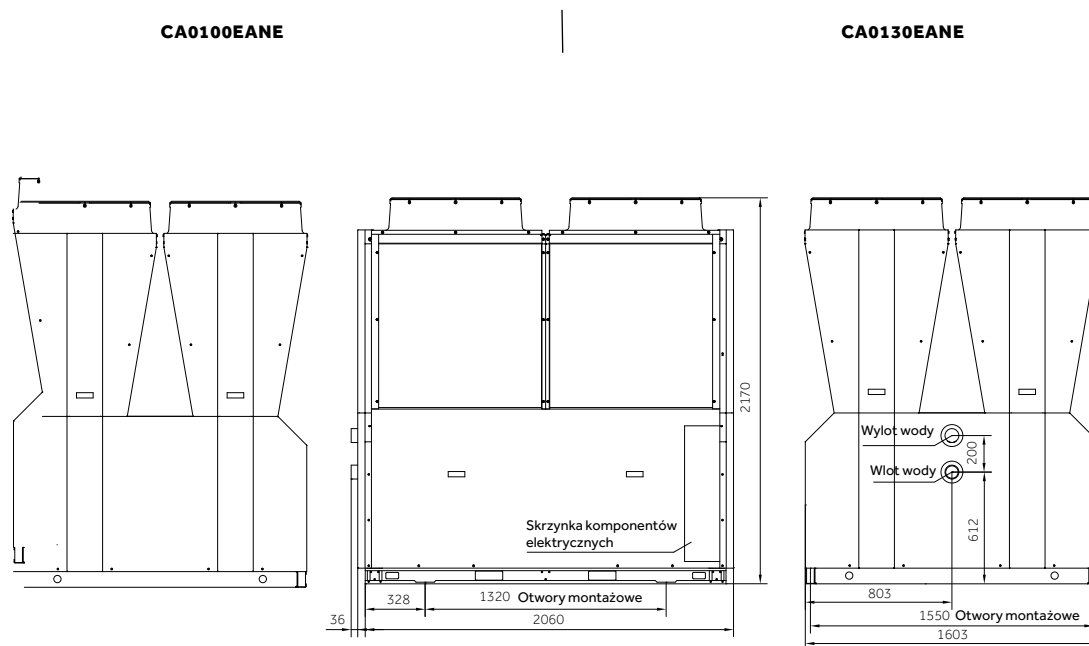 CA0100EANE
CA0130EANE
2170
Wylot wody
200
Wlot wody
612
Skrzynka komponentów
elektrycznych
328
1320 Otwory montażowe
36
2060
803
1550 Otwory montażowe
1603